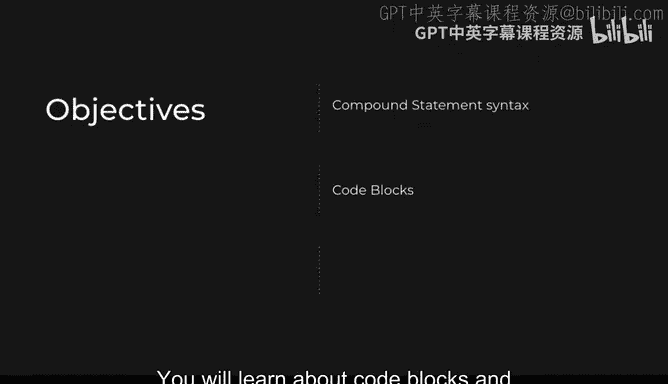 GPT中英字幕课程资源@bilibili.com
GPT中英字幕课程资源 bilibili
Objectives
Compound Statement syntax
Code Blocks
You will learn about code blocks and